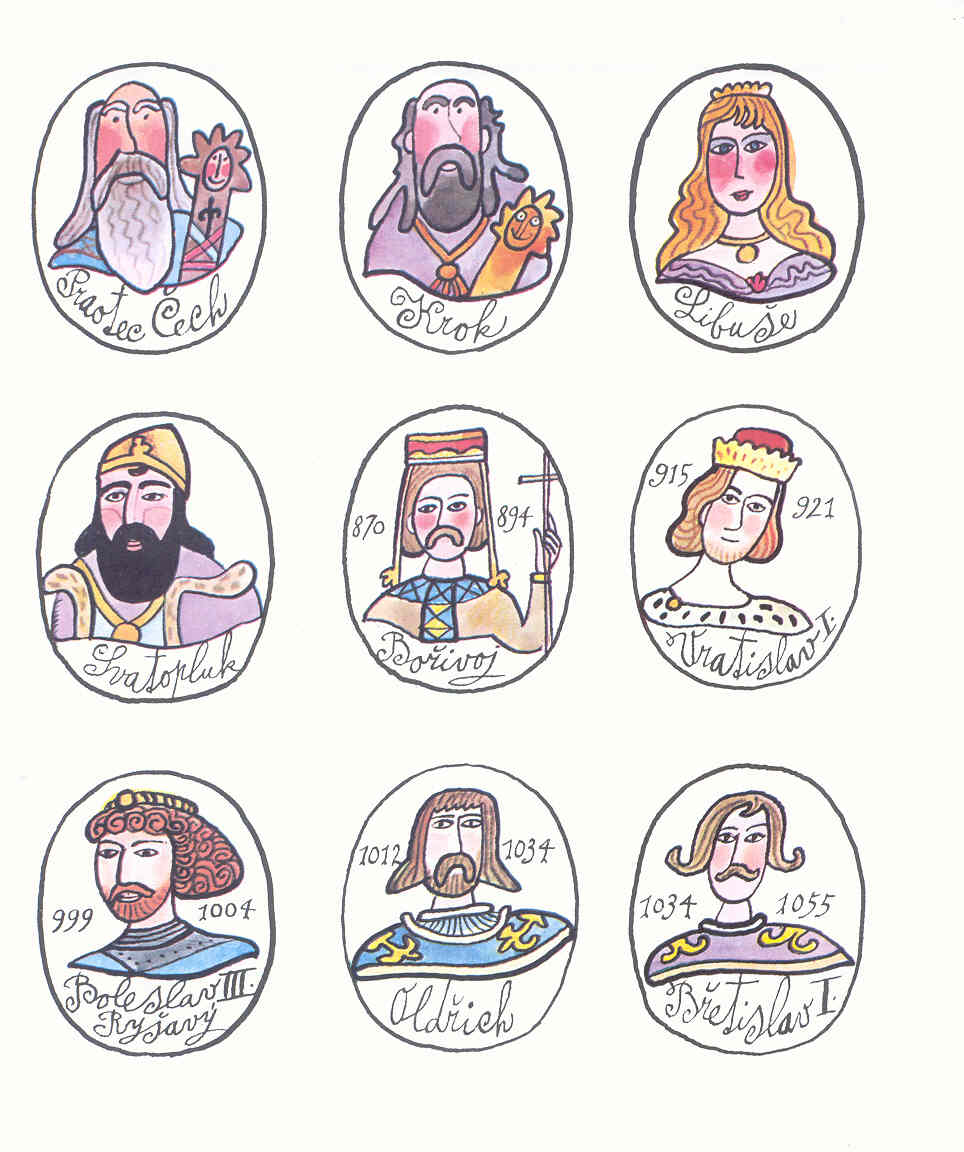 Praotec Čech
Krok
Libuše
Svatopluk
870 894
Bořivoj
915 921
Vratislav I.
999 1004
Boleslav III.
Ryšavý
1012 1034
Oldřich
1034 1055
Břetislav I.